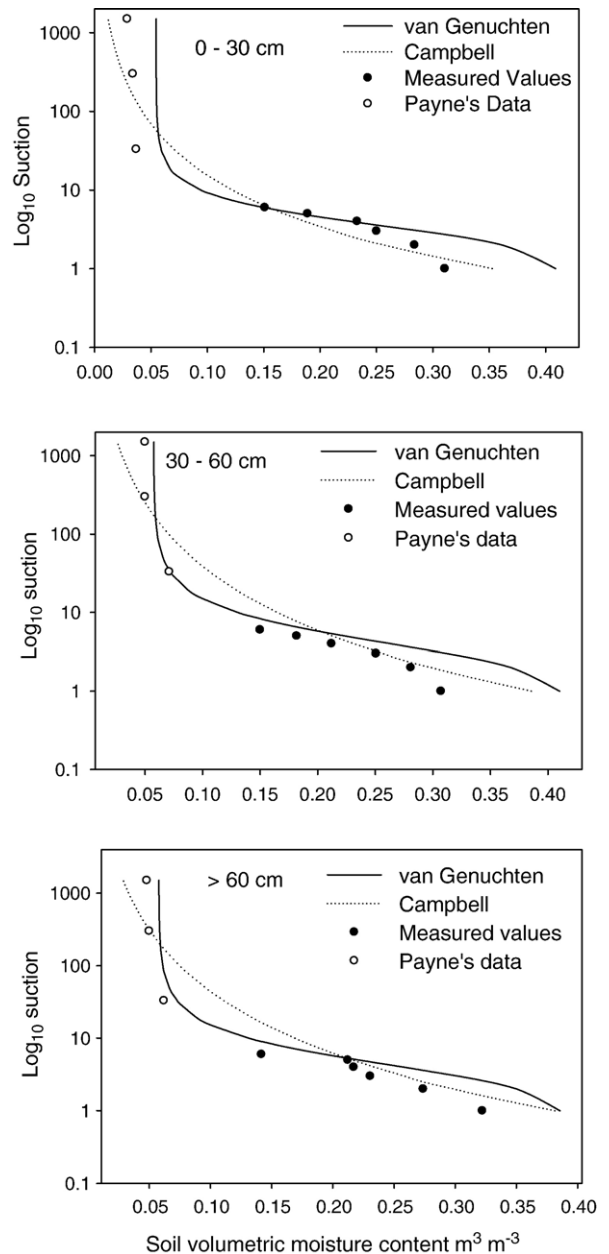 1000
100
10
1
0.1
Log₁₀ Suction
0 - 30 cm
van Genuchten
Campbell
Measured Values
Payne's Data
0.00 0.05 0.10 0.15 0.20 0.25 0.30 0.35 0.40
1000
100
10
1
0.1
Log₁₀ suction
30 - 60 cm
van Genuchten
Campbell
Measured values
Payne's data
0.05 0.10 0.15 0.20 0.25 0.30 0.35 0.40
1000
100
10
1
0.1
Log₁₀ suction
> 60 cm
van Genuchten
Campbell
Measured values
Payne's data
0.05 0.10 0.15 0.20 0.25 0.30 0.35 0.40
Soil volumetric moisture content m³ m⁻³